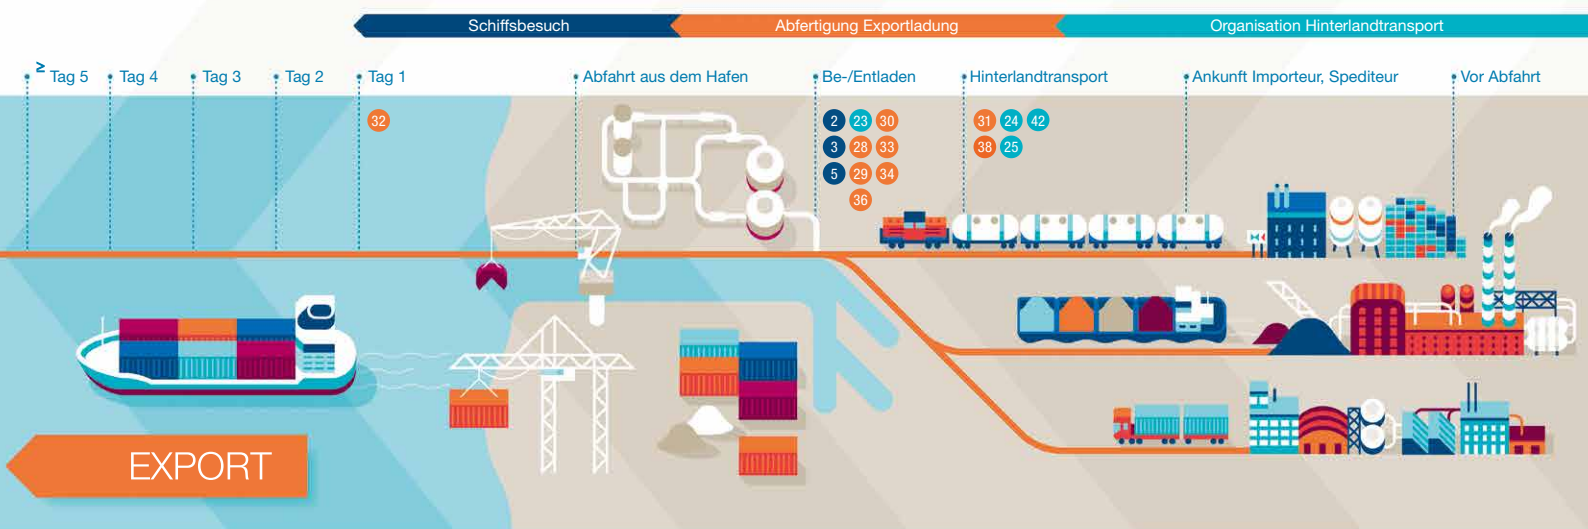 Schiffsbesuch Abfertigung Exportladung Organisation Hinterlandtransport
≥ Tag 5 Tag 4 Tag 3 Tag 2 Tag 1 Abfahrt aus dem Hafen Be-/Entladen Hinterlandtransport Ankunft Importeur, Spediteur Vor Abfahrt
32 2 23 30 31 24 42
3 28 33 38 25
5 29 34
36
EXPORT